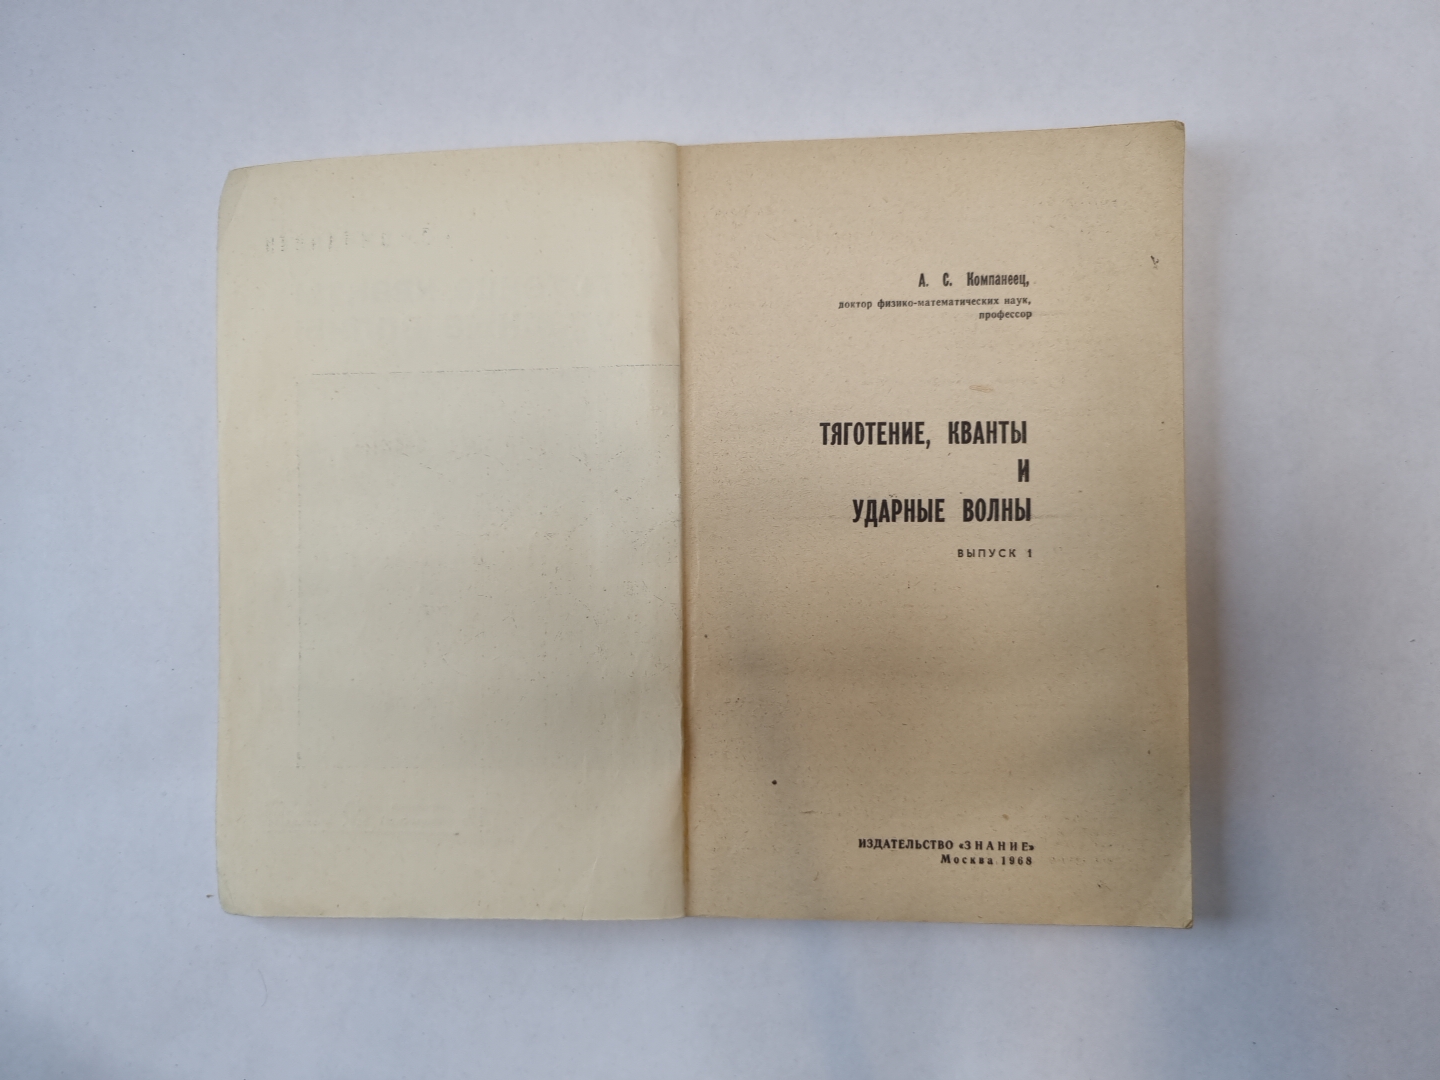 А. С. Компанеец,
доктор физико-математических наук,
профессор
ТЯГОТЕНИЕ, КВАНТЫ
И
УДАРНЫЕ ВОЛНЫ
ВЫПУСК 1
ИЗДАТЕЛЬСТВО «ЗНАНИЕ»
Москва 1968